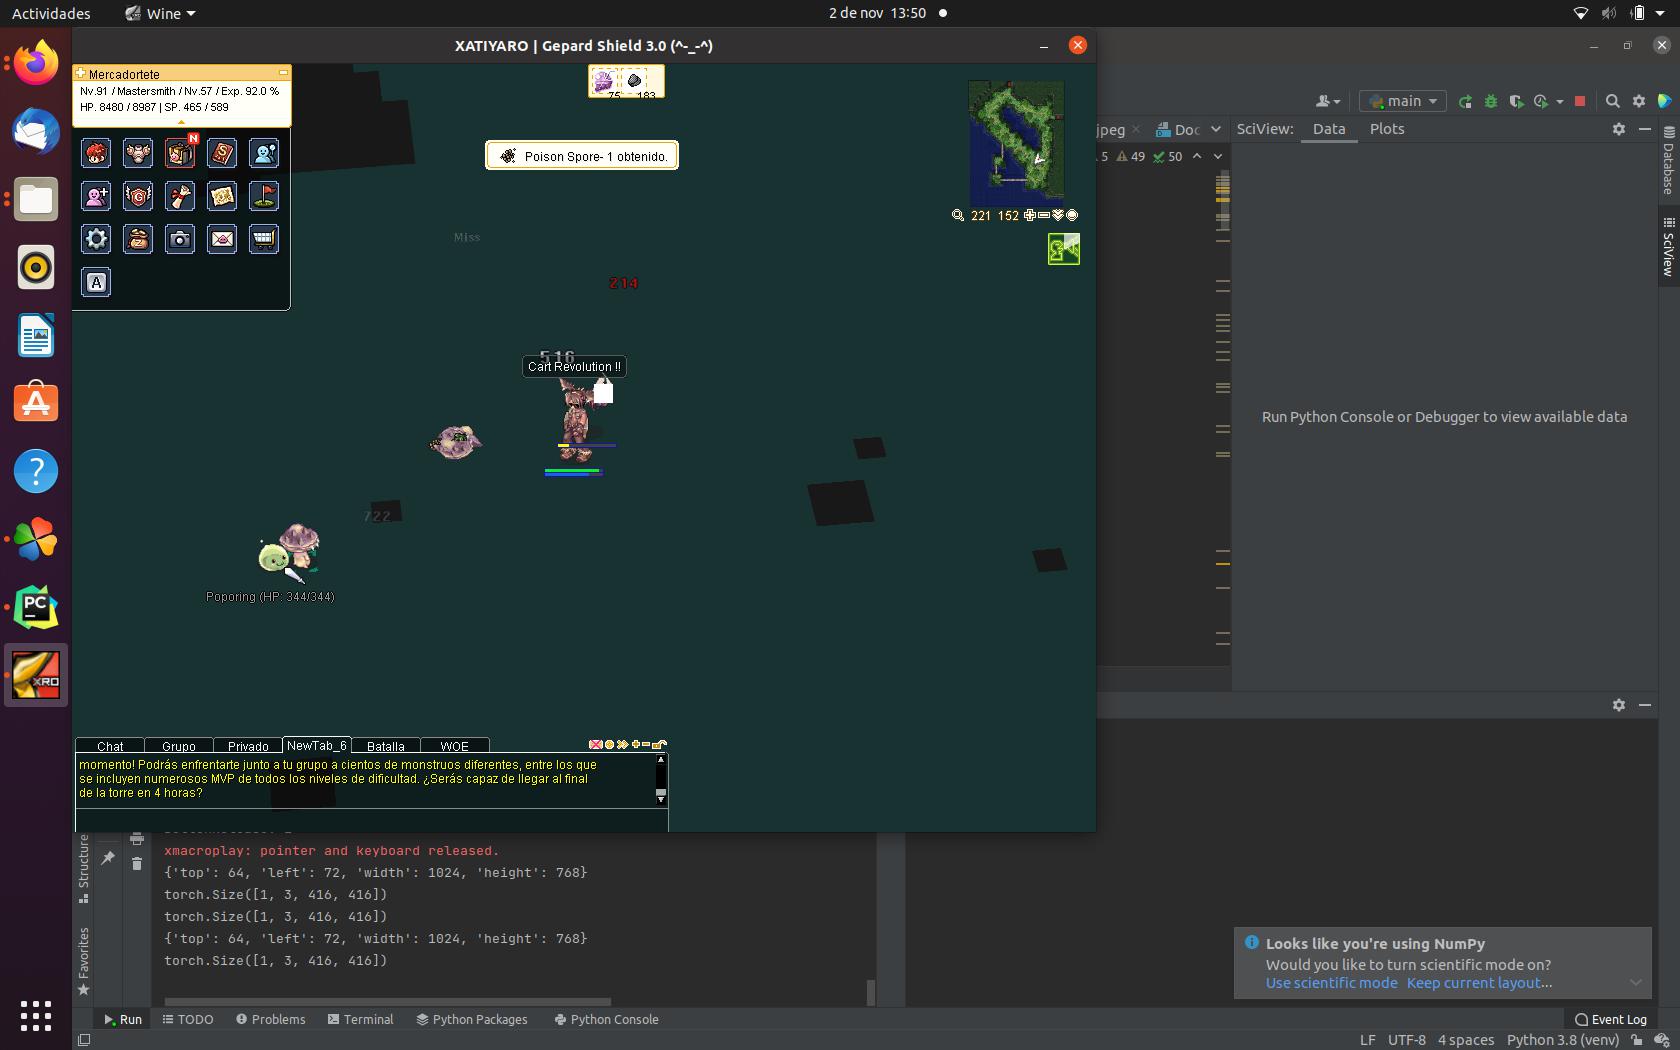 Actividades
Wine
2 de nov 13:50
XATIYARO | Gepard Shield 3.0 (^-_-^)
Mercadortete
Nv.91 / Mastersmith / Nv.57 / Exp. 92.0 %
HP. 8480 / 8987 | SP. 465 / 589
N
75
183
Poison Spore- 1 obtenido.
221 152
Miss
214
516
Cart Revolution !!
722
Poporing (HP: 344/344)
A
Chat
Grupo
Privado
NewTab_6
Batalla
WOE
momento! Podrás enfrentarte junto a tu grupo a cientos de monstruos diferentes, entre los que
se incluyen numerosos MVP de todos los niveles de dificultad. ¿Serás capaz de llegar al final
de la torre en 4 horas?
main
jpeg
Doc
SciView:
Data
Plots
5
49
50
Database
SciView
Run Python Console or Debugger to view available data
PC
XRO
Structure
Favorites
xmacroplay: pointer and keyboard released.
{'top': 64, 'left': 72, 'width': 1024, 'height': 768}
torch.Size([1, 3, 416, 416])
torch.Size([1, 3, 416, 416])
{'top': 64, 'left': 72, 'width': 1024, 'height': 768}
torch.Size([1, 3, 416, 416])
Looks like you're using NumPy
Would you like to turn scientific mode on?
Use scientific mode Keep current layout...
Run
TODO
Problems
Terminal
Python Packages
Python Console
Event Log
LF UTF-8 4 spaces Python 3.8 (venv)